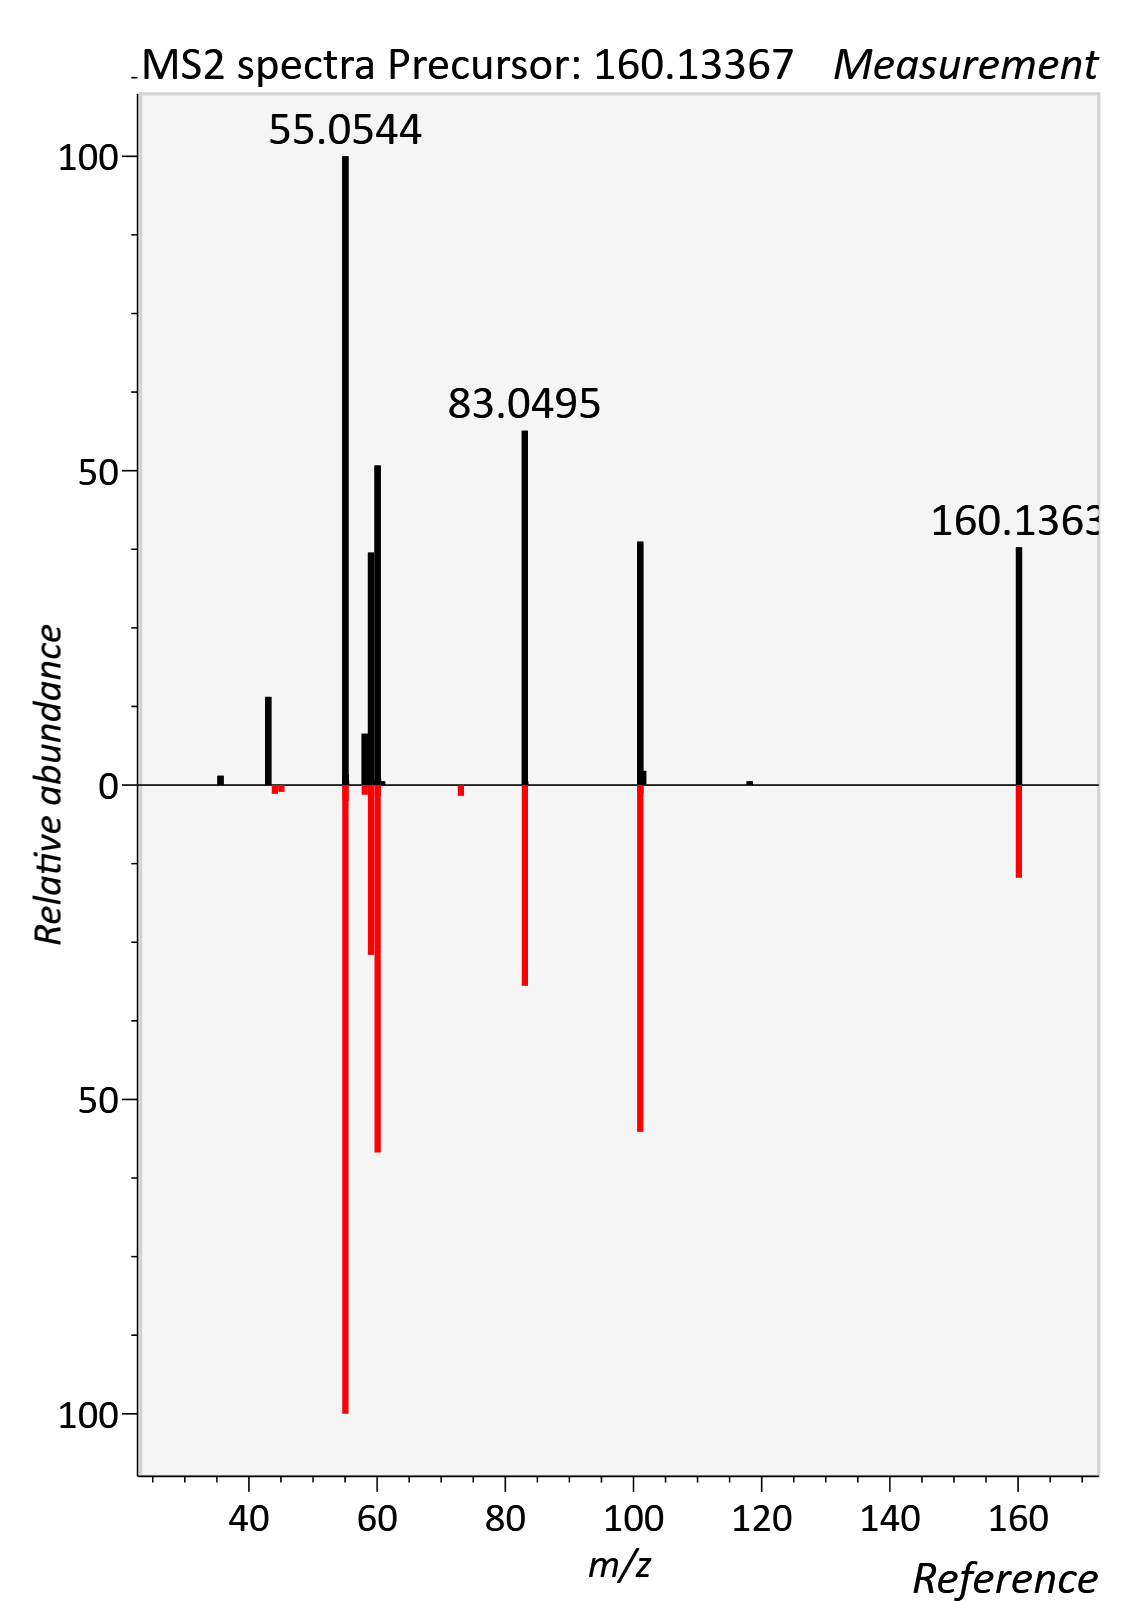 MS2 spectra Precursor: 160.13367 Measurement
55.0544
100
83.0495
50
160.1363
0
Relative abundance
50
100
40 60 80 100 120 140 160
m/z
Reference